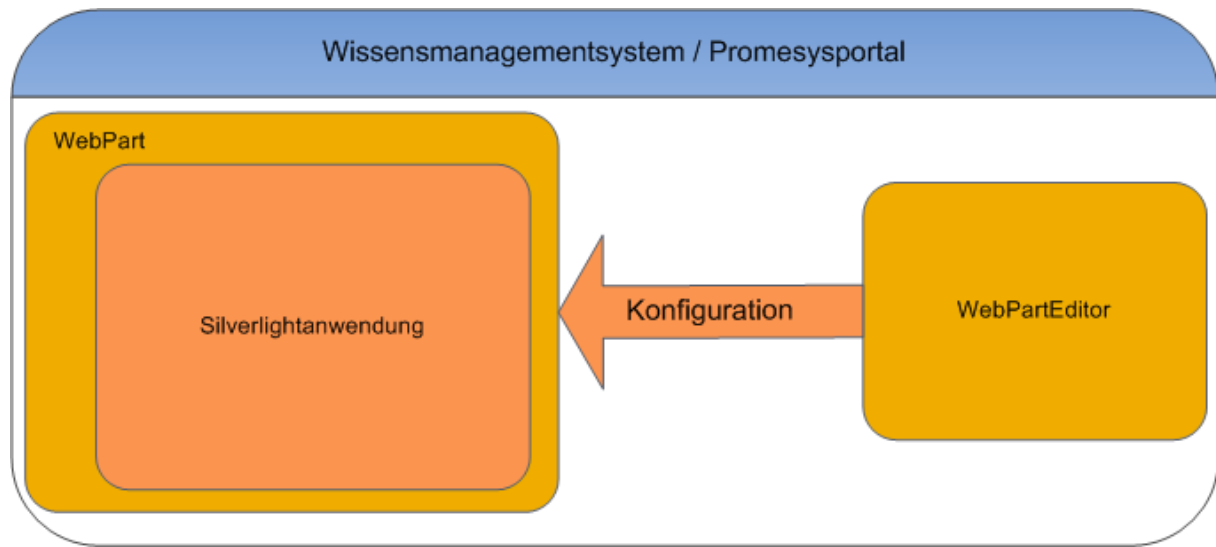 Wissensmanagementsystem / Promesysportal
WebPart
Silverlightanwendung
Konfiguration
WebPartEditor